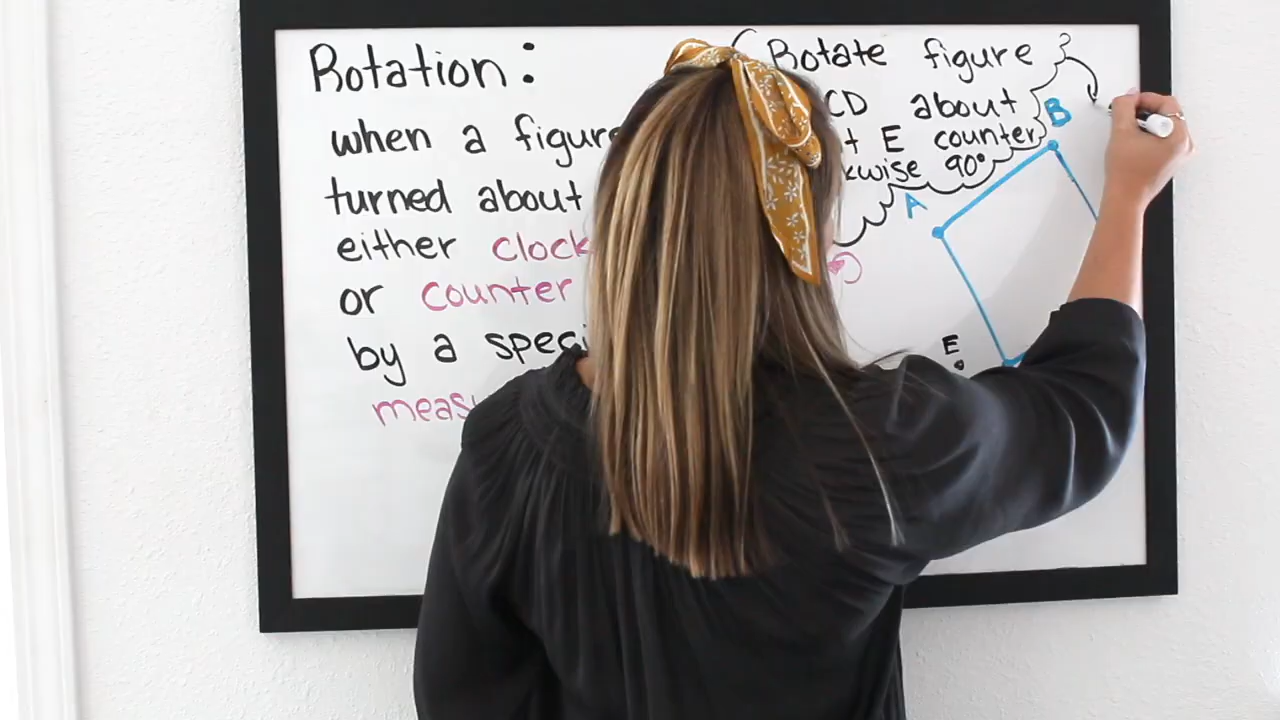 Rotation:
when a figure
turned about
either clock
or counter
by a speci
meas
Rotate figure
CD about
E counter
kwise 90°
A
B
E